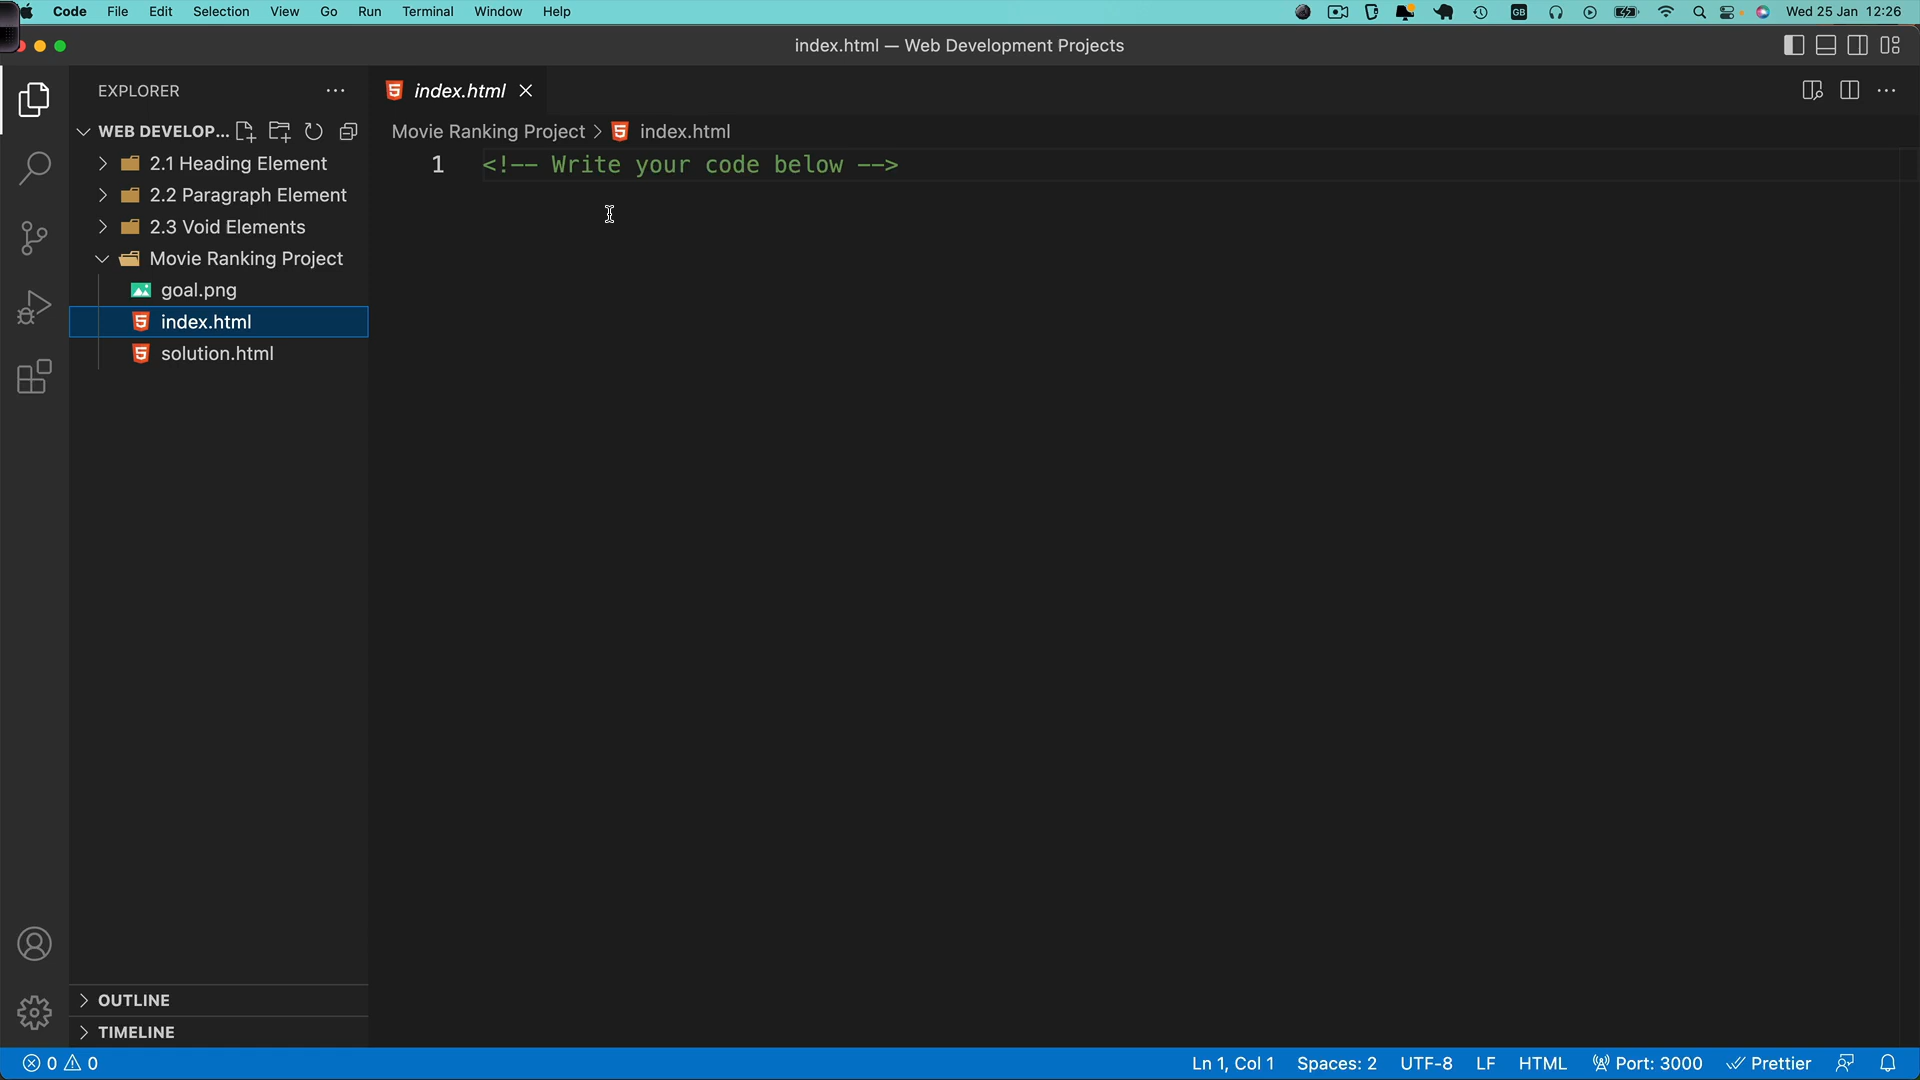 Code File Edit Selection View Go Run Terminal Window Help GB Wed 25 Jan 12:26
index.html — Web Development Projects
EXPLORER
index.html
WEB DEVELOP...
Movie Ranking Project > index.html
2.1 Heading Element
1 <!-- Write your code below -->
2.2 Paragraph Element
2.3 Void Elements
Movie Ranking Project
goal.png
index.html
solution.html
OUTLINE
TIMELINE
0 0 Ln 1, Col 1 Spaces: 2 UTF-8 LF HTML Port: 3000 Prettier